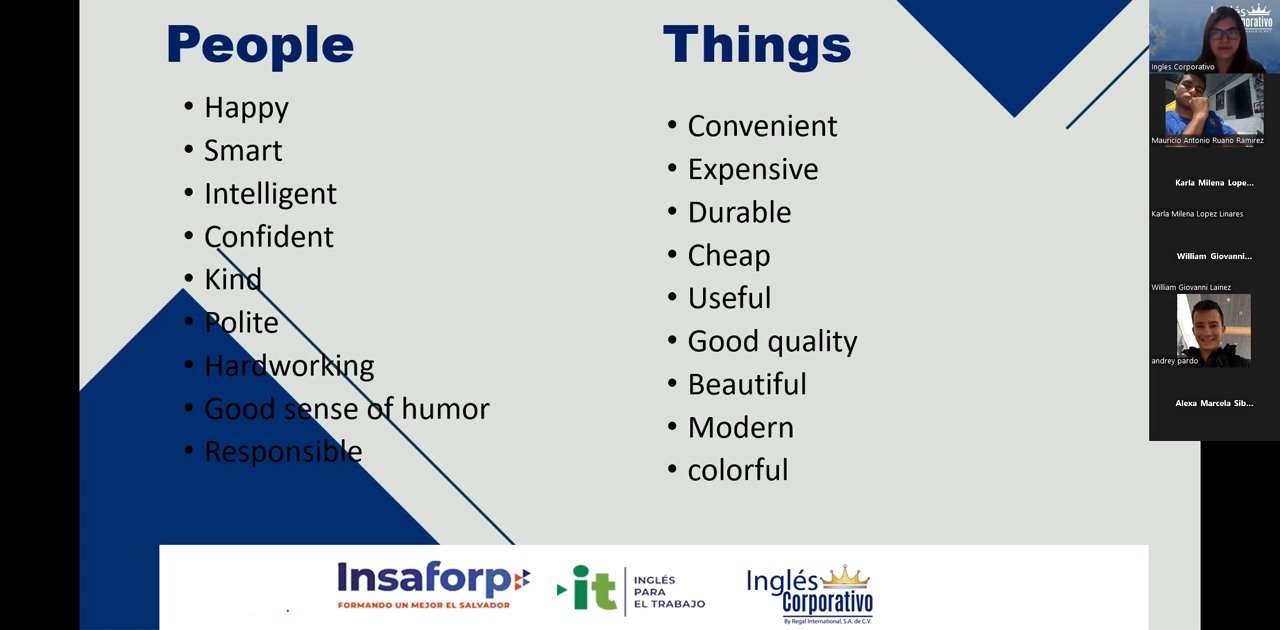 People
Happy
Smart
Intelligent
Confident
Kind
Polite
Hardworking
Good sense of humor
Responsible
Things
Convenient
Expensive
Durable
Cheap
Useful
Good quality
Beautiful
Modern
colorful
Insaforp
FORMANDO UN MEJOR EL SALVADOR
it
INGLÉS
PARA
EL TRABAJO
Inglés
Corporativo
By Regal International, S.A. de C.V.
Inglés Corporativo
Mauricio Antonio Ruano Ramirez
Karla Milena Lope...
Karla Milena Lopez Linares
William Giovanni...
William Giovanni Lainez
andrey pardo
Alexa Marcela Sib...